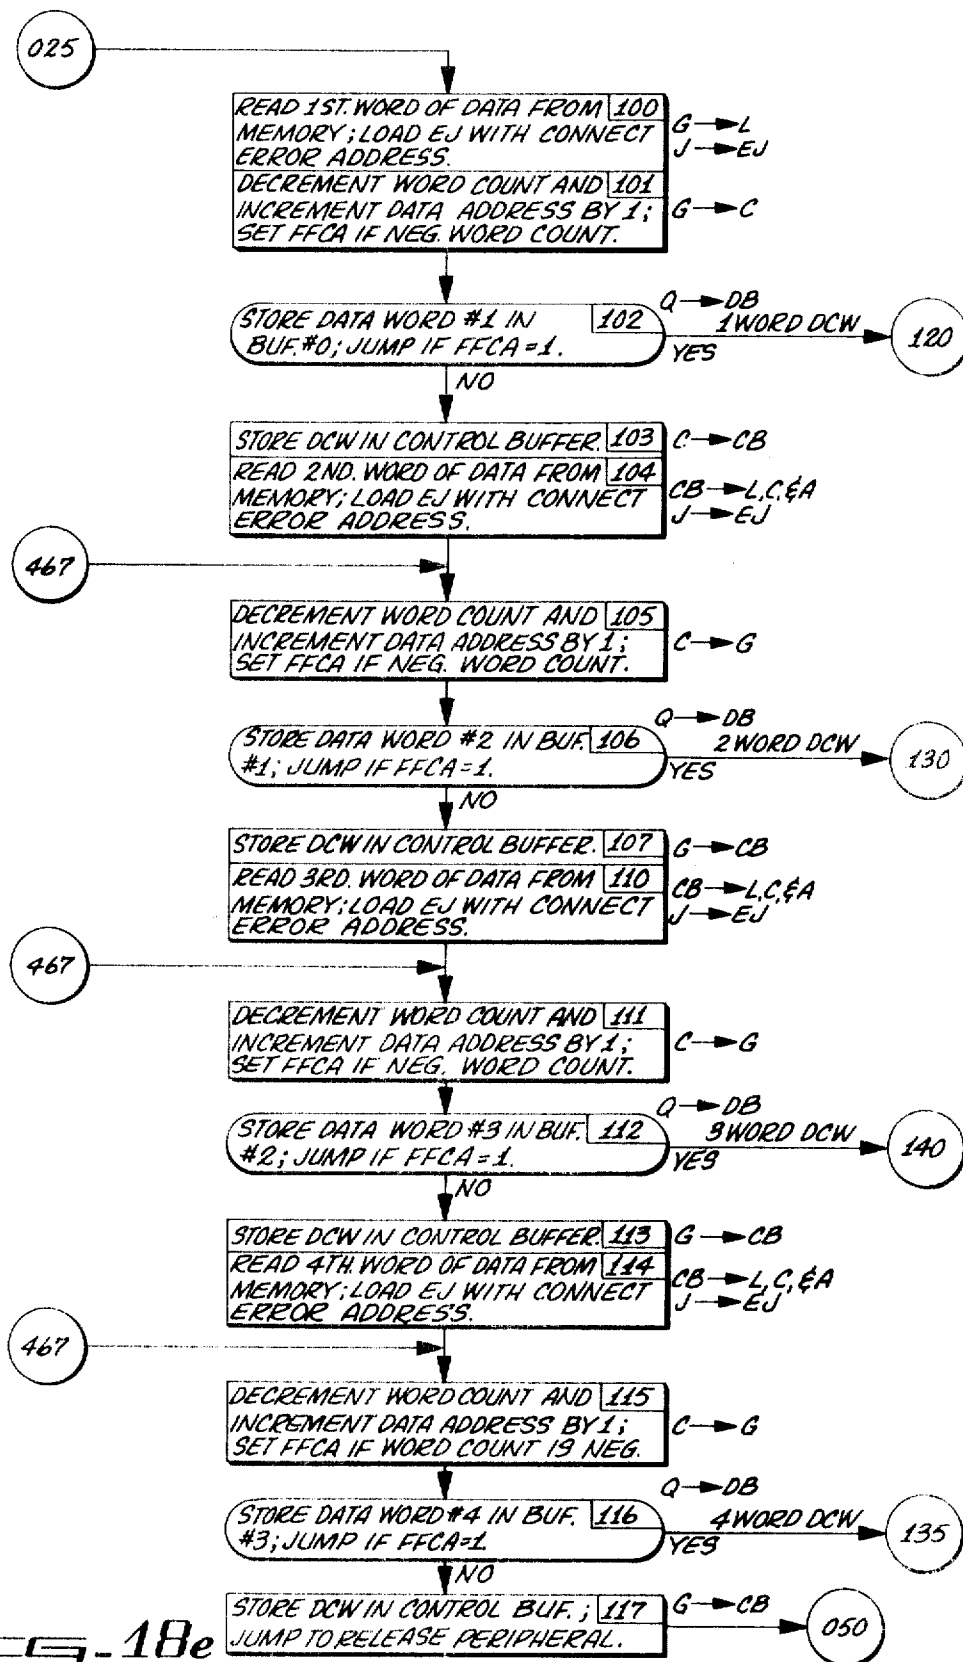 025
READ 1ST. WORD OF DATA FROM 100
MEMORY; LOAD EJ WITH CONNECT
ERROR ADDRESS.
G → L
J → EJ
DECREMENT WORD COUNT AND 101
INCREMENT DATA ADDRESS BY 1;
SET FFCA IF NEG. WORD COUNT.
G → C
STORE DATA WORD #1 IN 102
BUF.#0; JUMP IF FFCA=1.
Q → DB
1 WORD DCW
YES
120
NO
STORE DCW IN CONTROL BUFFER. 103
C → CB
READ 2ND. WORD OF DATA FROM 104
MEMORY; LOAD EJ WITH CONNECT
ERROR ADDRESS.
CB → L,C,&A
J → EJ
467
DECREMENT WORD COUNT AND 105
INCREMENT DATA ADDRESS BY 1;
SET FFCA IF NEG. WORD COUNT.
C → G
STORE DATA WORD #2 IN BUF. 106
#1; JUMP IF FFCA=1.
Q → DB
2 WORD DCW
YES
130
NO
STORE DCW IN CONTROL BUFFER. 107
G → CB
READ 3RD. WORD OF DATA FROM 110
MEMORY; LOAD EJ WITH CONNECT
ERROR ADDRESS.
CB → L,C,&A
J → EJ
467
DECREMENT WORD COUNT AND 111
INCREMENT DATA ADDRESS BY 1;
SET FFCA IF NEG. WORD COUNT.
C → G
STORE DATA WORD #3 IN BUF. 112
#2; JUMP IF FFCA=1.
Q → DB
3 WORD DCW
YES
140
NO
STORE DCW IN CONTROL BUFFER. 113
G → CB
READ 4TH. WORD OF DATA FROM 114
MEMORY; LOAD EJ WITH CONNECT
ERROR ADDRESS.
CB → L,C,&A
J → EJ
467
DECREMENT WORD COUNT AND 115
INCREMENT DATA ADDRESS BY 1;
SET FFCA IF WORD COUNT IS NEG.
C → G
STORE DATA WORD #4 IN BUF. 116
#3; JUMP IF FFCA=1
Q → DB
4 WORD DCW
YES
135
NO
STORE DCW IN CONTROL BUF.; 117
JUMP TO RELEASE PERIPHERAL.
G → CB
050
18e